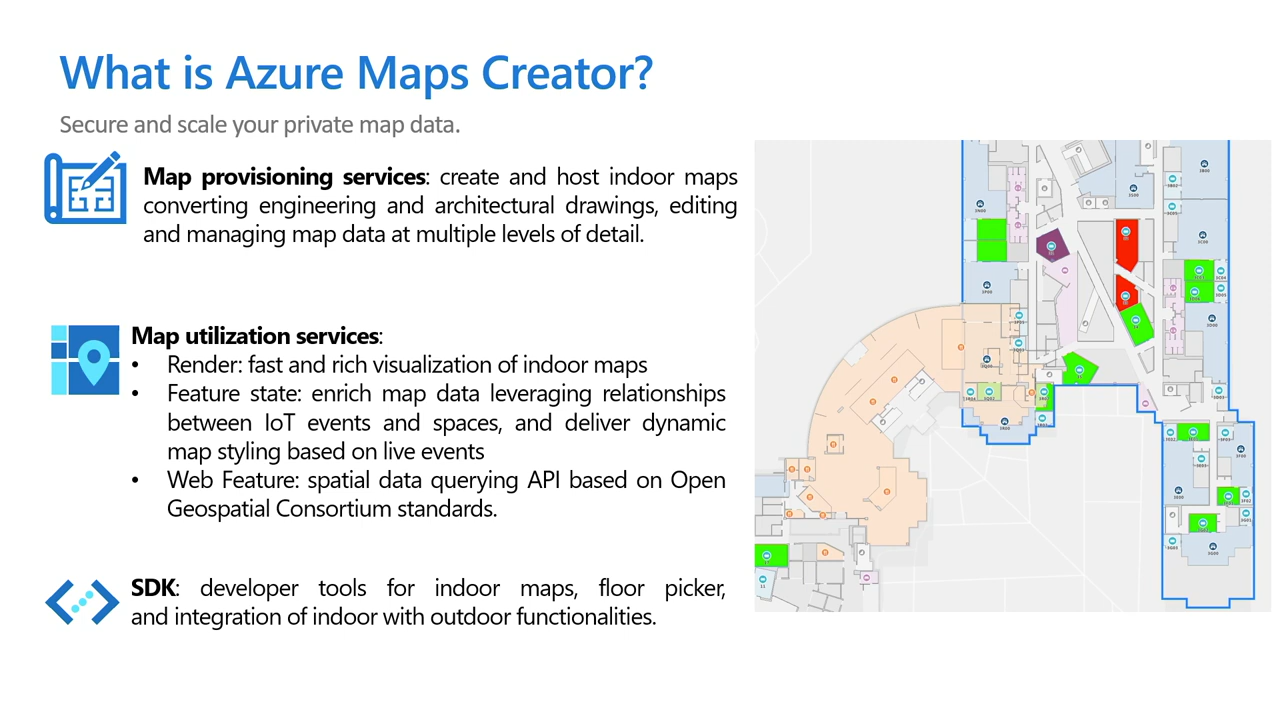 What is Azure Maps Creator?
Secure and scale your private map data.
Map provisioning services: create and host indoor maps
converting engineering and architectural drawings, editing
and managing map data at multiple levels of detail.
Map utilization services:
• Render: fast and rich visualization of indoor maps
• Feature state: enrich map data leveraging relationships
between IoT events and spaces, and deliver dynamic
map styling based on live events
• Web Feature: spatial data querying API based on Open
Geospatial Consortium standards.
SDK: developer tools for indoor maps, floor picker,
and integration of indoor with outdoor functionalities.